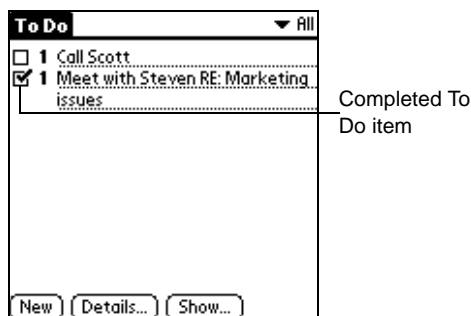 To Do
All
1 Call Scott
1 Meet with Steven RE: Marketing
issues
Completed To
Do item
New Details... Show...